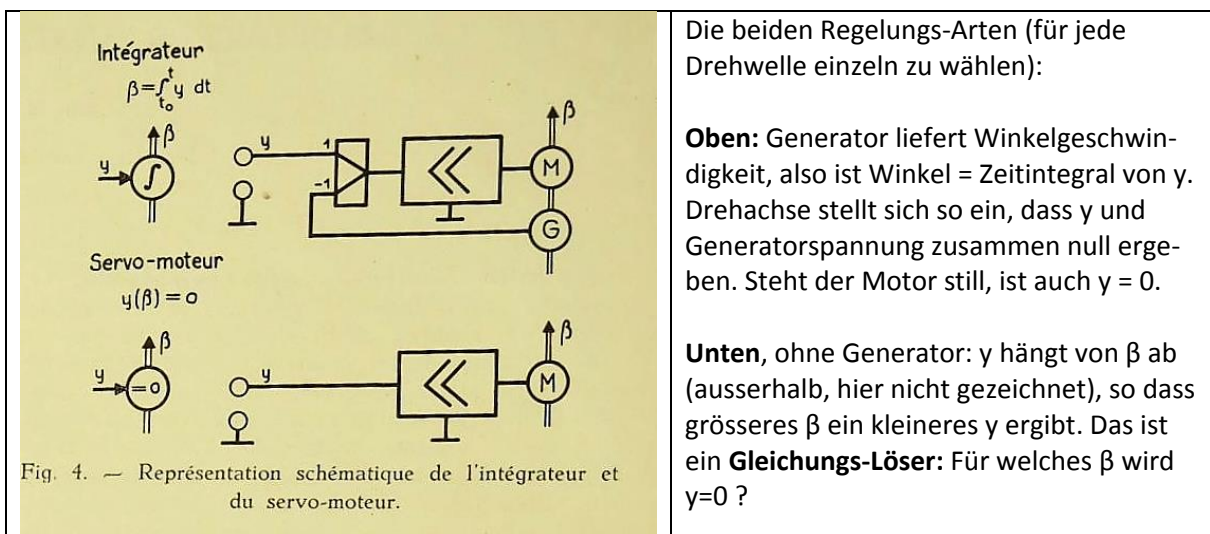 Intégrateur
β=∫ y dt
t
t₀
β
y
∫
y
1
-1
M
β
G
Servo-moteur
y(β) = 0
β
y
=0
y
M
β
Fig. 4. — Représentation schématique de l'intégrateur et
du servo-moteur.
Die beiden Regelungs-Arten (für jede
Drehwelle einzeln zu wählen):
Oben: Generator liefert Winkelgeschwin-
digkeit, also ist Winkel = Zeitintegral von y.
Drehachse stellt sich so ein, dass y und
Generatorspannung zusammen null erge-
ben. Steht der Motor still, ist auch y = 0.
Unten, ohne Generator: y hängt von β ab
(ausserhalb, hier nicht gezeichnet), so dass
grösseres β ein kleineres y ergibt. Das ist
ein Gleichungs-Löser: Für welches β wird
y=0 ?